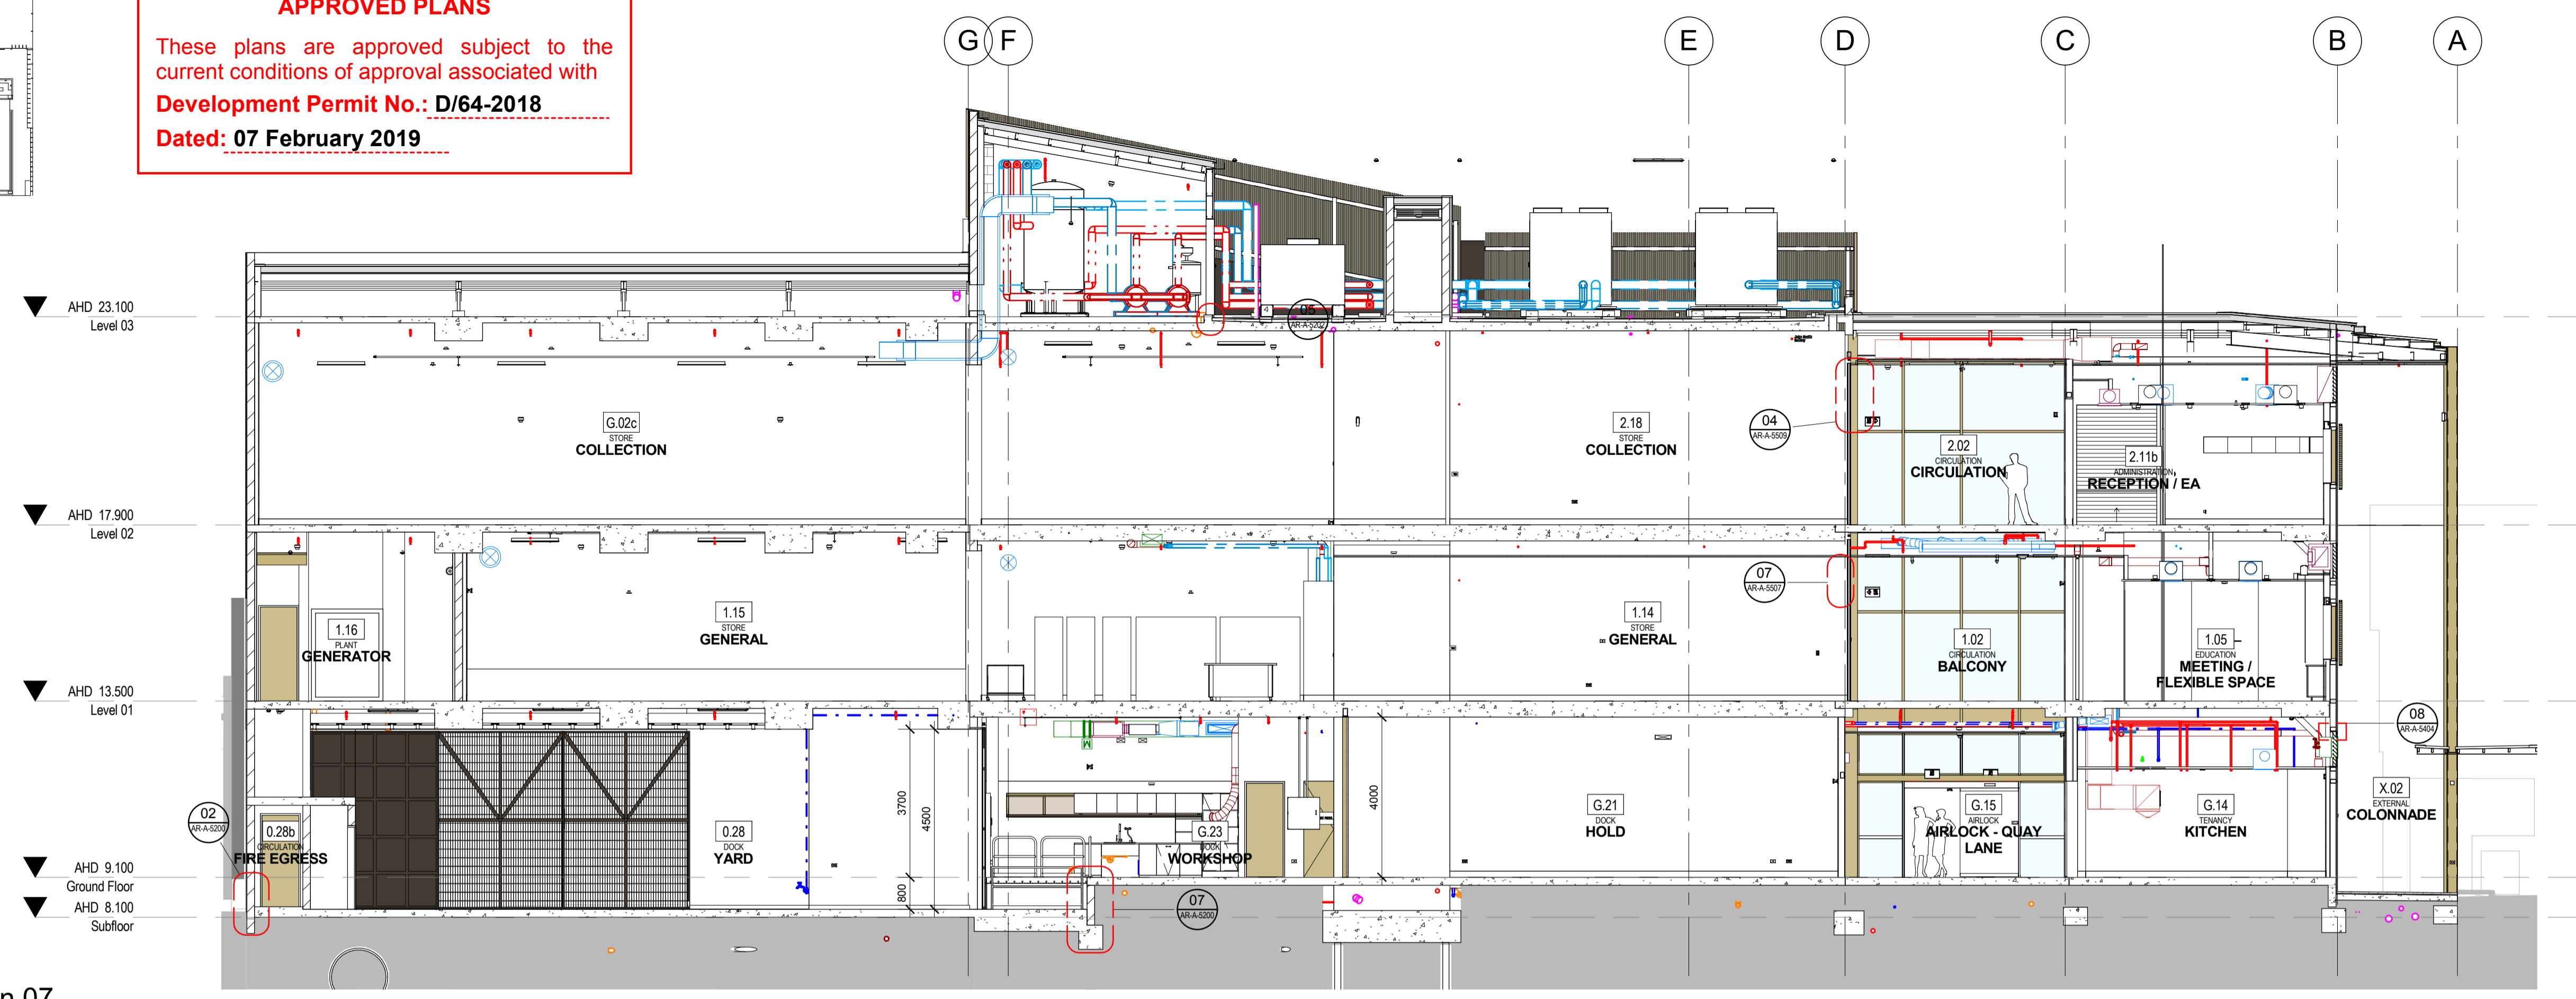 APPROVED PLANS
These plans are approved subject to the
current conditions of approval associated with
Development Permit No.: D/64-2018
Dated: 07 February 2019
G
F
E
D
C
B
A
AHD 23.100
Level 03
05
G.02c
STORE
COLLECTION
2.18
STORE
COLLECTION
04
AR-A-5509
2.02
CIRCULATION
CIRCULATION
2.11b
ADMINISTRATION
RECEPTION / EA
AHD 17.900
Level 02
1.16
PLANT
GENERATOR
1.15
STORE
GENERAL
1.14
STORE
GENERAL
07
AR-A-5507
1.02
CIRCULATION
BALCONY
1.05
EDUCATION
MEETING /
FLEXIBLE SPACE
AHD 13.500
Level 01
08
AR-A-5404
02
AR-A-5200
0.28b
CIRCULATION
FIRE EGRESS
0.28
DOCK
YARD
3700
4500
800
G.23
DOCK
WORKSHOP
4000
G.21
DOCK
HOLD
G.15
AIRLOCK
AIRLOCK - QUAY
LANE
G.14
TENANCY
KITCHEN
X.02
EXTERNAL
COLONNADE
AHD 9.100
Ground Floor
AHD 8.100
Subfloor
07
AR-A-5200
n 07